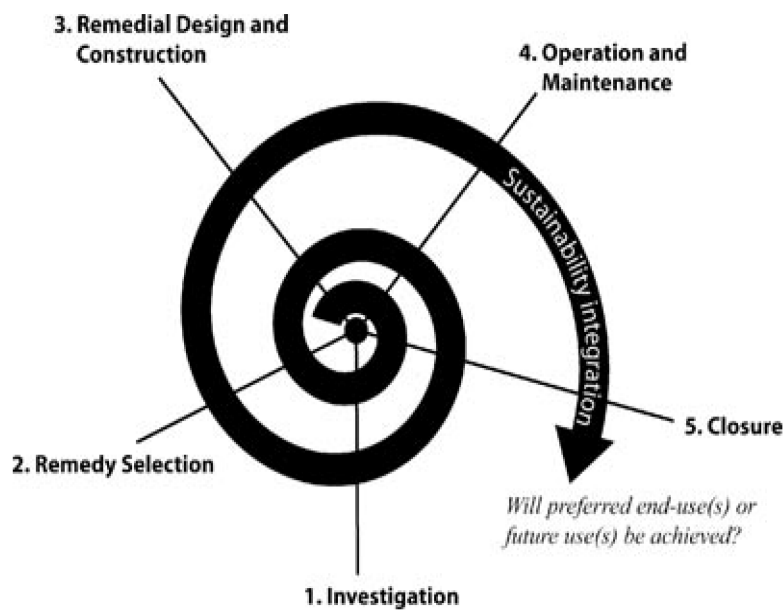 3. Remedial Design and
Construction
4. Operation and
Maintenance
Sustainability integration
5. Closure
2. Remedy Selection
Will preferred end-use(s) or
future use(s) be achieved?
1. Investigation